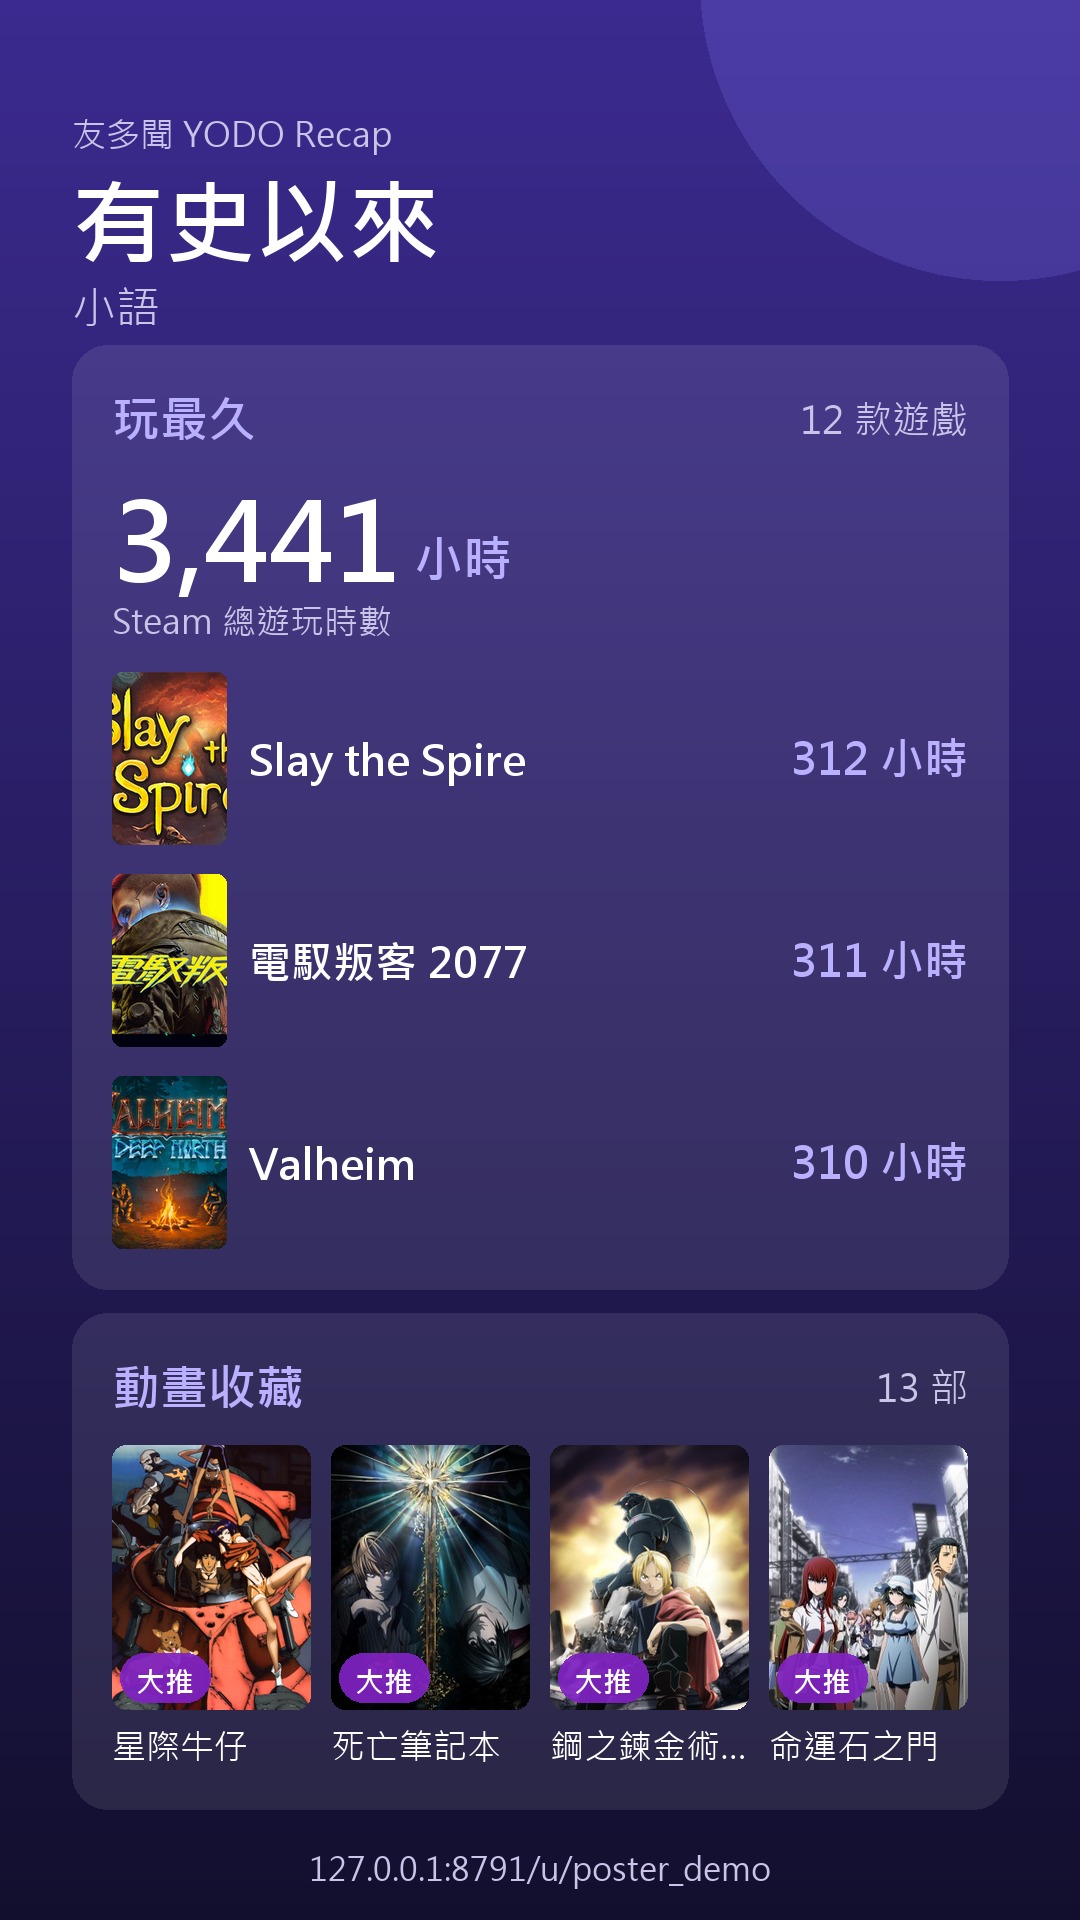 友多聞 YODO Recap
有史以來
小語
玩最久
12 款遊戲
3,441 小時
Steam 總遊玩時數
Slay the Spire
Slay the Spire
312 小時
電馭叛
電馭叛客 2077
311 小時
VALHEIM
DEEP NORTH
Valheim
310 小時
動畫收藏
13 部
大推
大推
大推
大推
星際牛仔
死亡筆記本
鋼之鍊金術...
命運石之門
127.0.0.1:8791/u/poster_demo